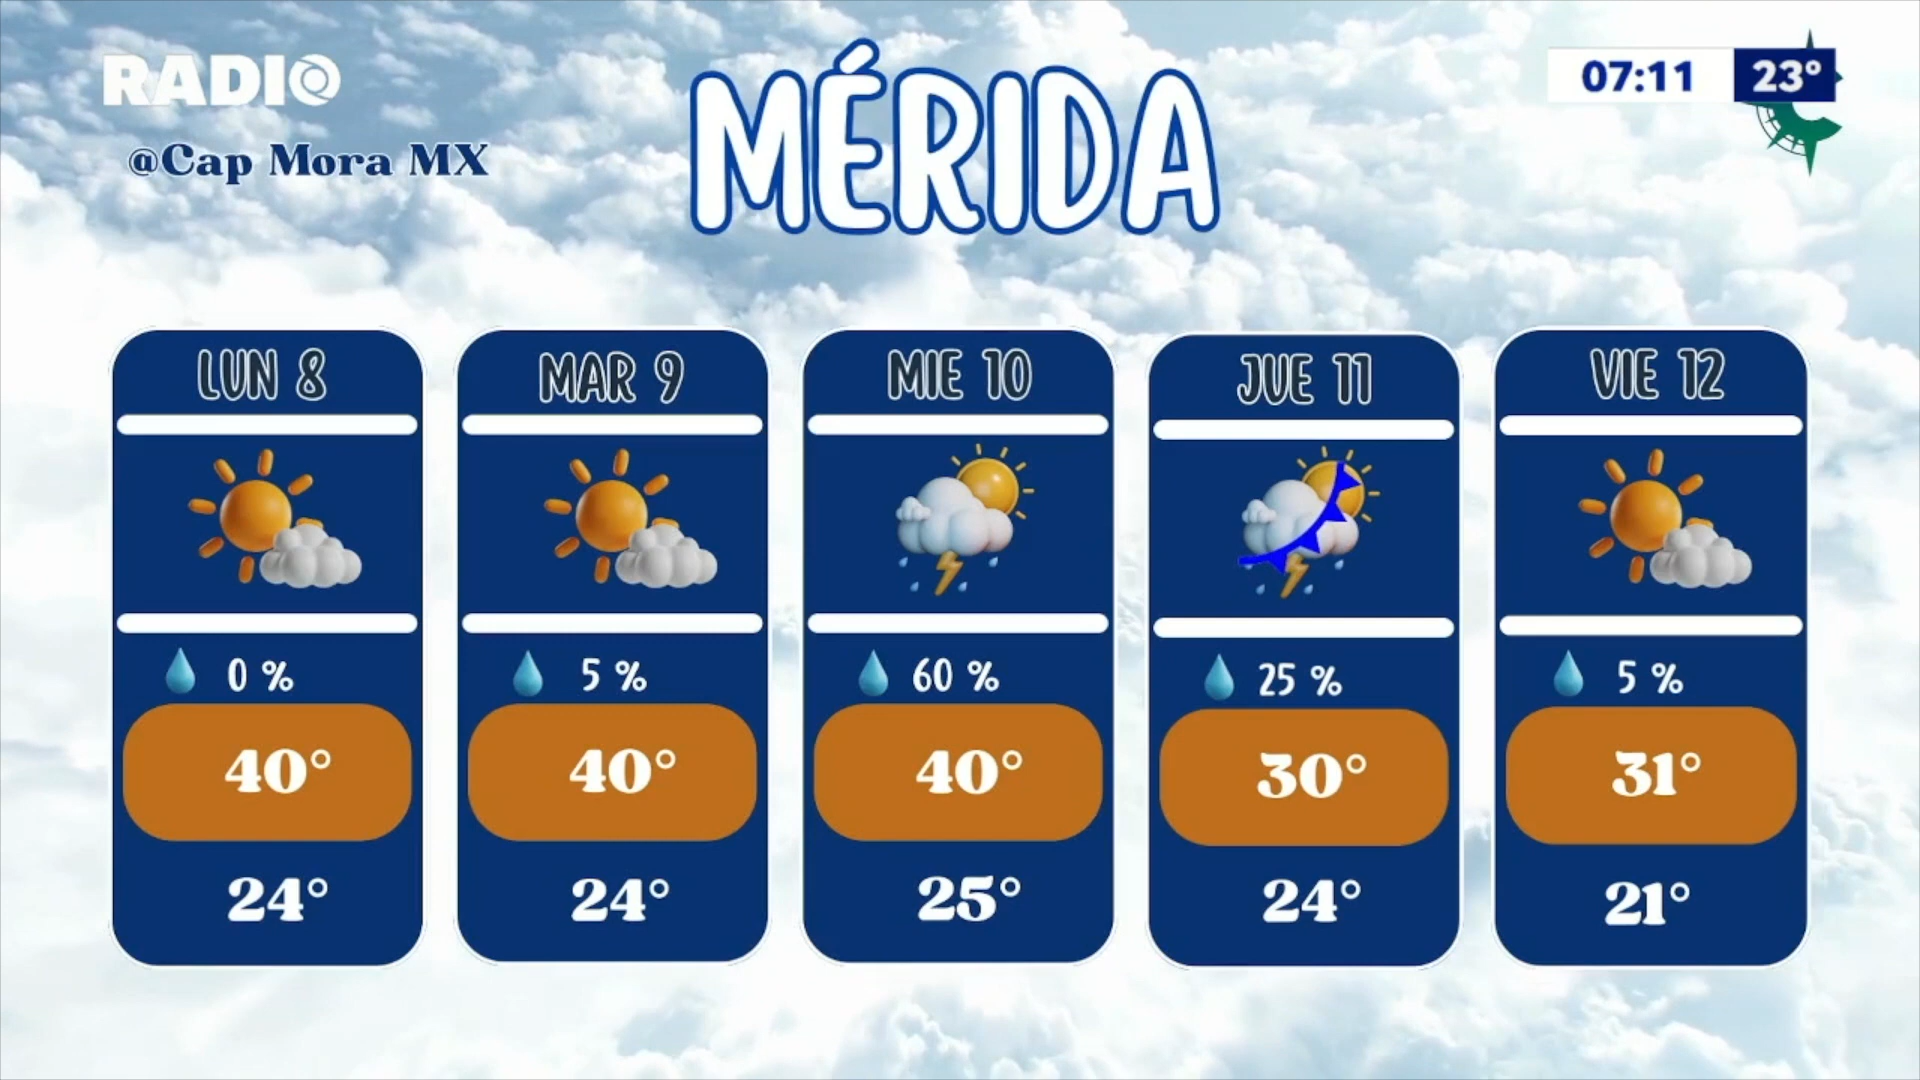 RADIO
@Cap Mora MX
MÉRIDA
07:11 23°
LUN 8
0 %
40°
24°
MAR 9
5 %
40°
24°
MIE 10
60 %
40°
25°
JUE 11
25 %
30°
24°
VIE 12
5 %
31°
21°